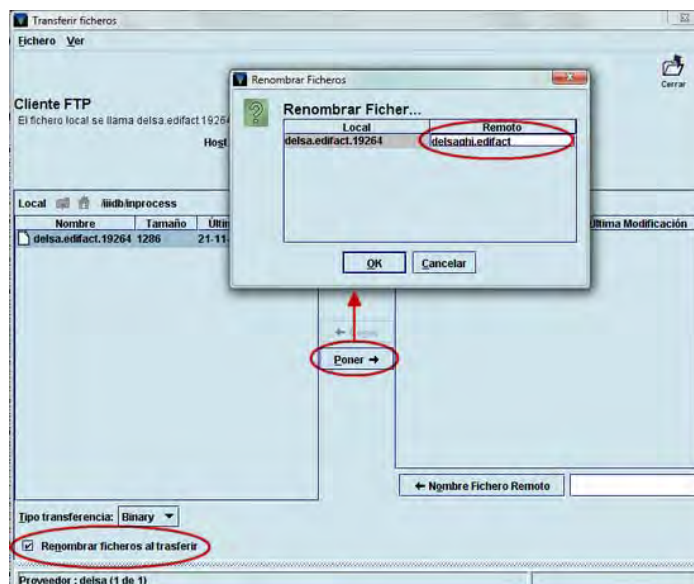 Transferir ficheros
Fichero Ver
Cerrar
Cliente FTP
El fichero local se llama delsa.edifact.19264
Host
Renombrar Ficheros
Renombrar Ficher...
Local Remoto
delsa.edifact.19264 delsaghi.edifact
OK Cancelar
Local /iiidb/inprocess
Nombre Tamaño Últi
Última Modificación
delsa.edifact.19264 1286 21-11-
Poner →
← Nombre Fichero Remoto
Tipo transferencia: Binary
Renombrar ficheros al trasferir
Proveedor : delsa (1 de 1)